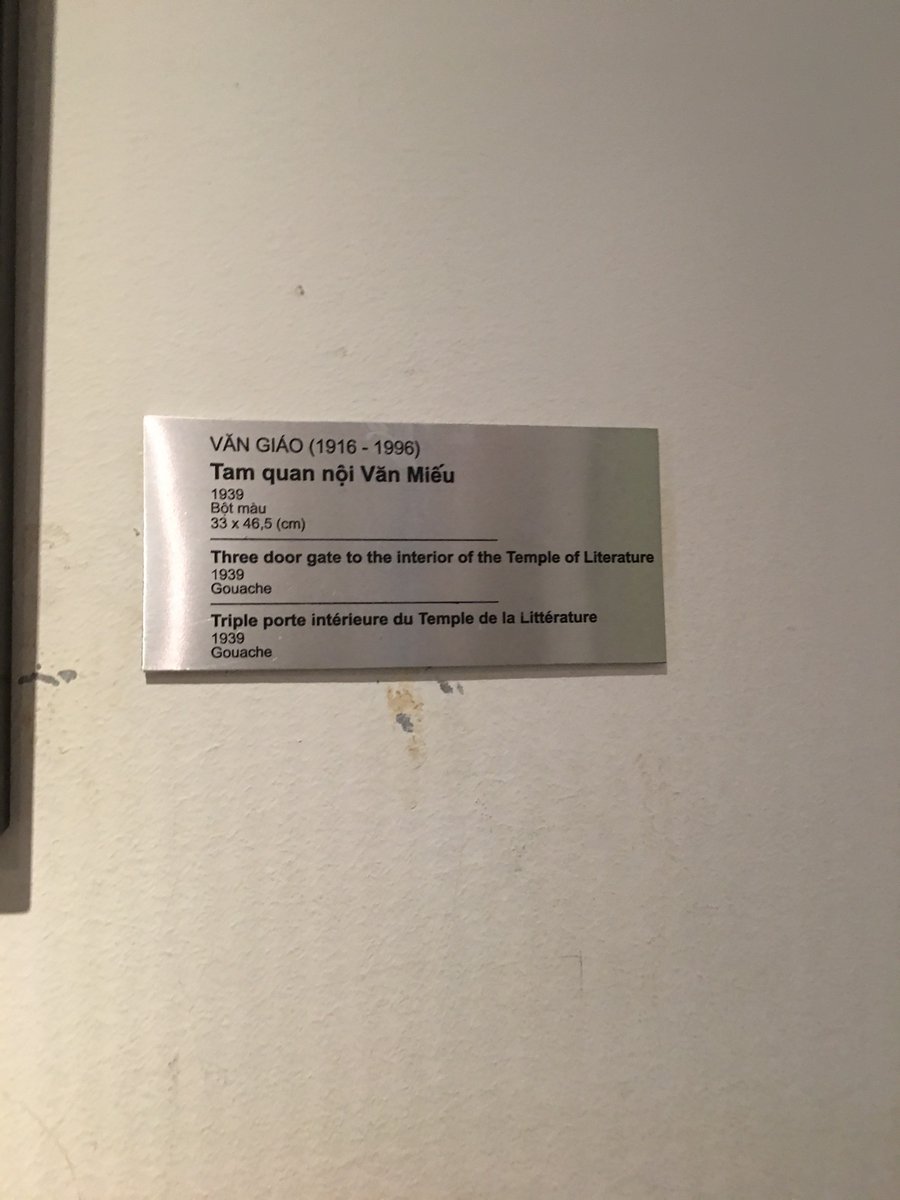 VĂN GIÁO (1916 - 1996)
Tam quan nội Văn Miếu
1939
Bột màu
33 x 46,5 (cm)
Three door gate to the interior of the Temple of Literature
1939
Gouache
Triple porte intérieure du Temple de la Littérature
1939
Gouache